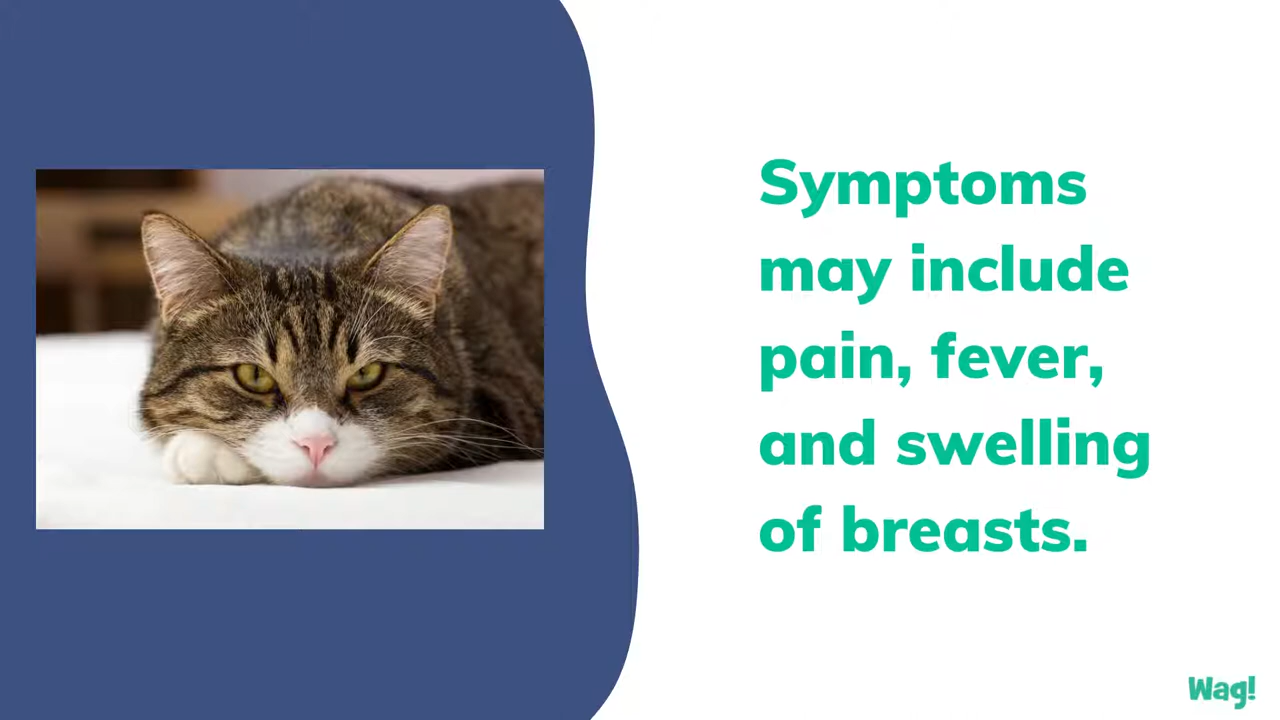 Symptoms
may include
pain, fever,
and swelling
of breasts.
Wag!